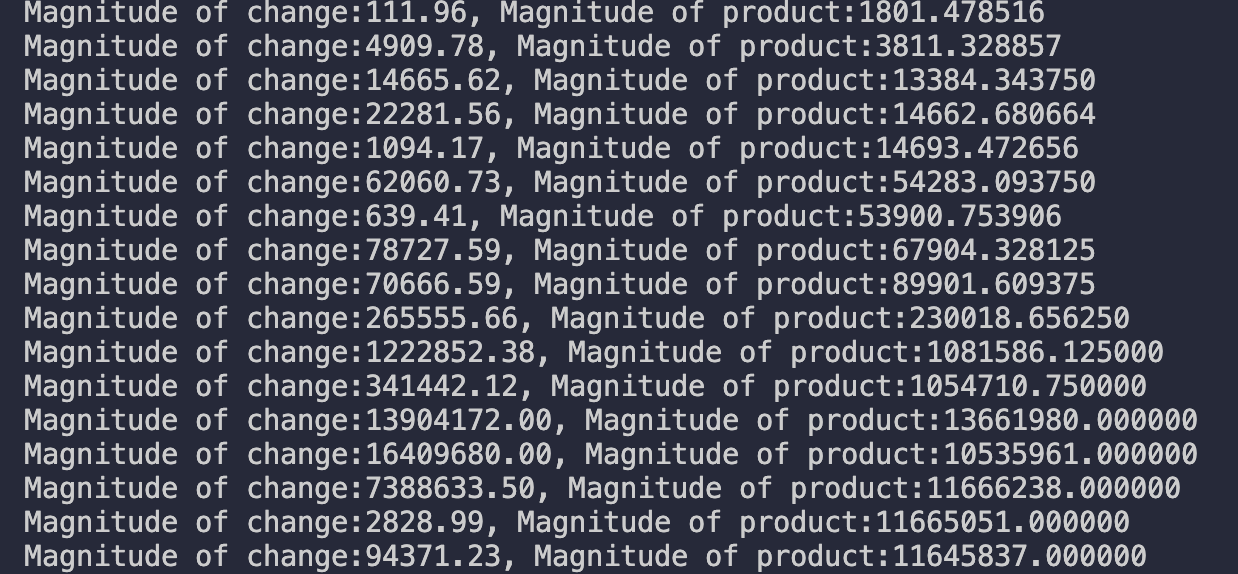 Magnitude of change:111.96, Magnitude of product:1801.478516
Magnitude of change:4909.78, Magnitude of product:3811.328857
Magnitude of change:14665.62, Magnitude of product:13384.343750
Magnitude of change:22281.56, Magnitude of product:14662.680664
Magnitude of change:1094.17, Magnitude of product:14693.472656
Magnitude of change:62060.73, Magnitude of product:54283.093750
Magnitude of change:639.41, Magnitude of product:53900.753906
Magnitude of change:78727.59, Magnitude of product:67904.328125
Magnitude of change:70666.59, Magnitude of product:89901.609375
Magnitude of change:265555.66, Magnitude of product:230018.656250
Magnitude of change:1222852.38, Magnitude of product:1081586.125000
Magnitude of change:341442.12, Magnitude of product:1054710.750000
Magnitude of change:13904172.00, Magnitude of product:13661980.000000
Magnitude of change:16409680.00, Magnitude of product:10535961.000000
Magnitude of change:7388633.50, Magnitude of product:11666238.000000
Magnitude of change:2828.99, Magnitude of product:11665051.000000
Magnitude of change:94371.23, Magnitude of product:11645837.000000